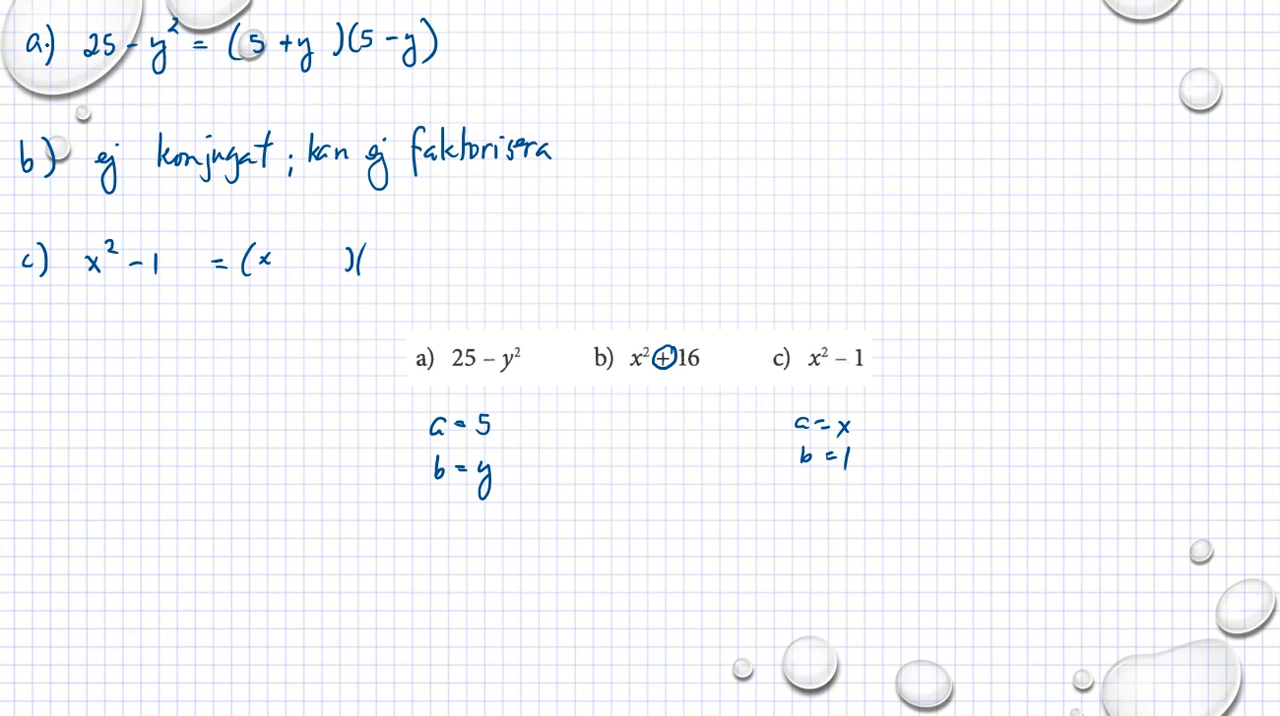 a.) 25 - y² = (5 + y )(5 - y)
b) ej konjugat ; kan ej faktorisera
c) x² - 1 = (x )(
a) 25 – y² b) x² + 16 c) x² – 1
a = 5 a = x
b = y b = 1